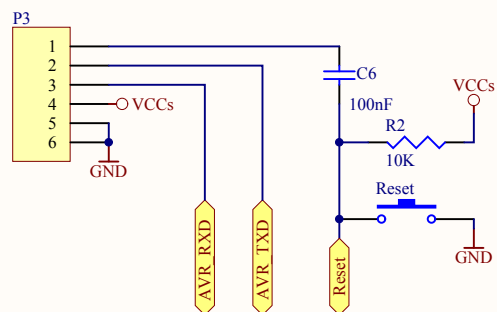 P3
1
2
3
4
5
6
VCCs
GND
C6
100nF
VCCs
R2
10K
Reset
GND
AVR_RXD
AVR_TXD
Reset